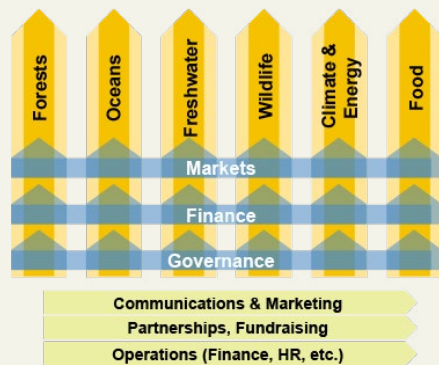 Forests
Oceans
Freshwater
Wildlife
Climate &
Energy
Food
Markets
Finance
Governance
Communications & Marketing
Partnerships, Fundraising
Operations (Finance, HR, etc.)